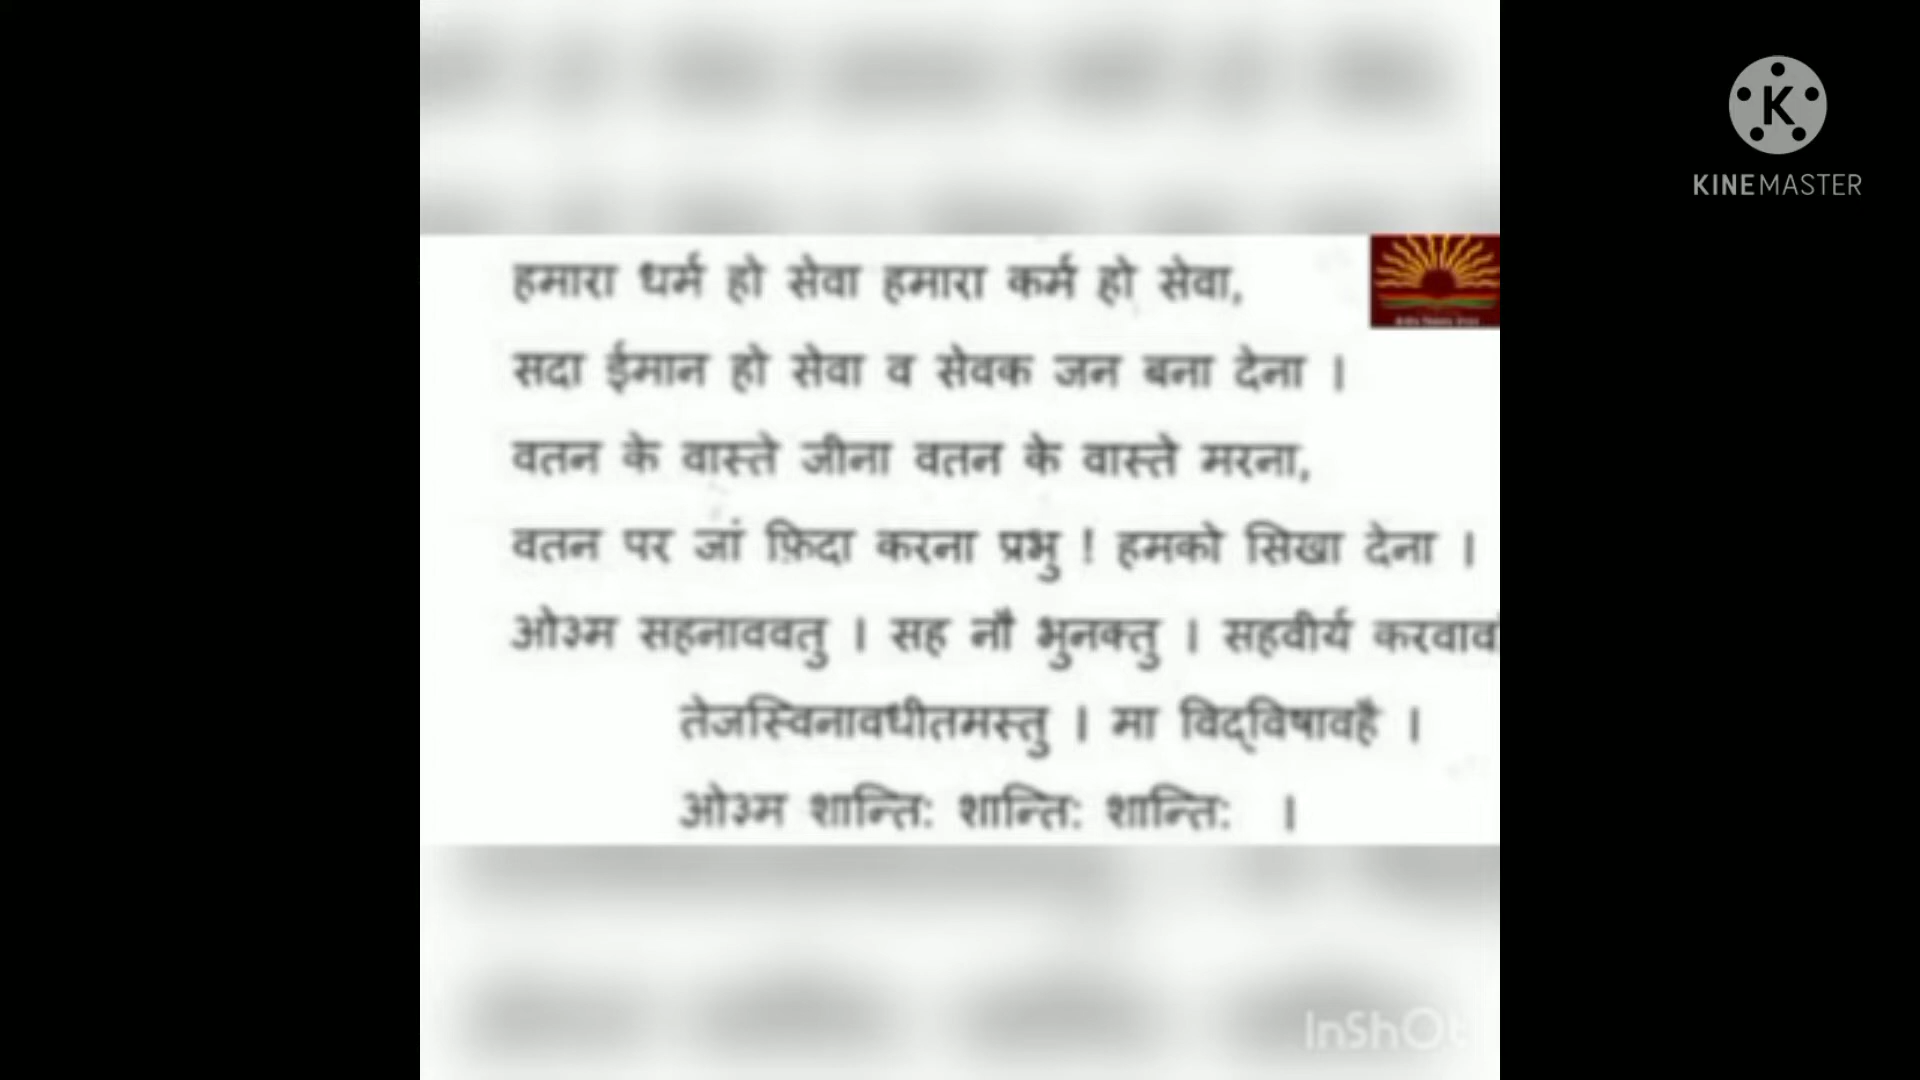 KINEMASTER
हमारा धर्म हो सेवा हमारा कर्म हो सेवा,
सदा ईमान हो सेवा व सेवक जन बना देना ।
वतन के वास्ते जीना वतन के वास्ते मरना,
वतन पर जां फ़िदा करना प्रभु ! हमको सिखा देना ।
ओ३म सहनाववतु । सह नौ भुनक्तु । सहवीर्य
तेजस्विनावधीतमस्तु । मा विद्‌विषावहै ।
ओ३म शान्ति: शान्ति: शान्ति: ।
InShOt